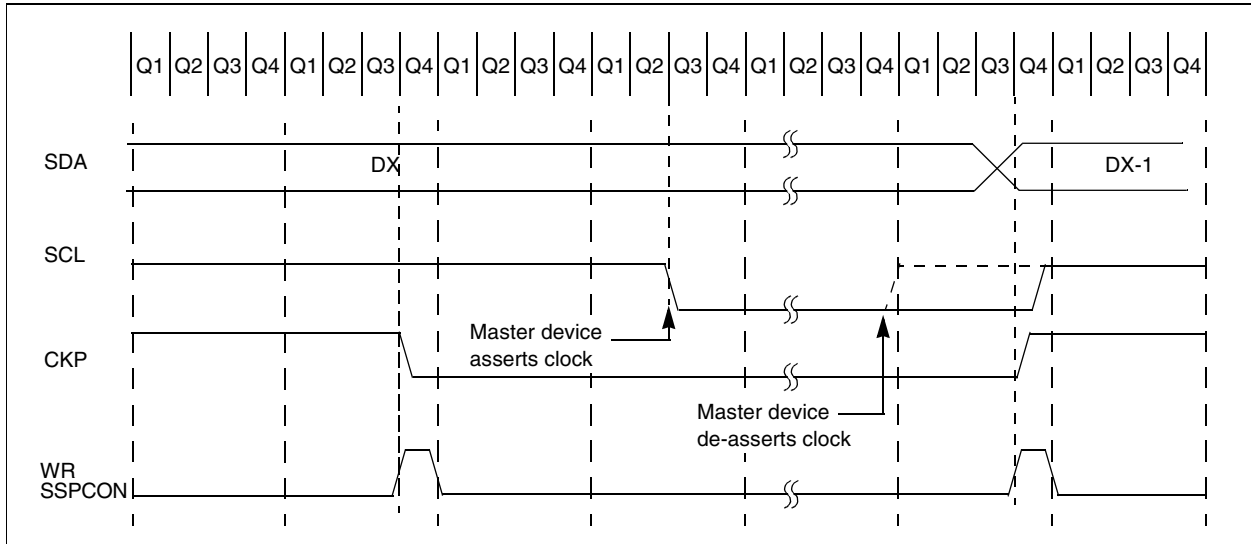 Q1 Q2 Q3 Q4 Q1 Q2 Q3 Q4 Q1 Q2 Q3 Q4 Q1 Q2 Q3 Q4 Q1 Q2 Q3 Q4 Q1 Q2 Q3 Q4 Q1 Q2 Q3 Q4
SDA
DX
DX-1
SCL
Master device
asserts clock
CKP
Master device
de-asserts clock
WR
SSPCON